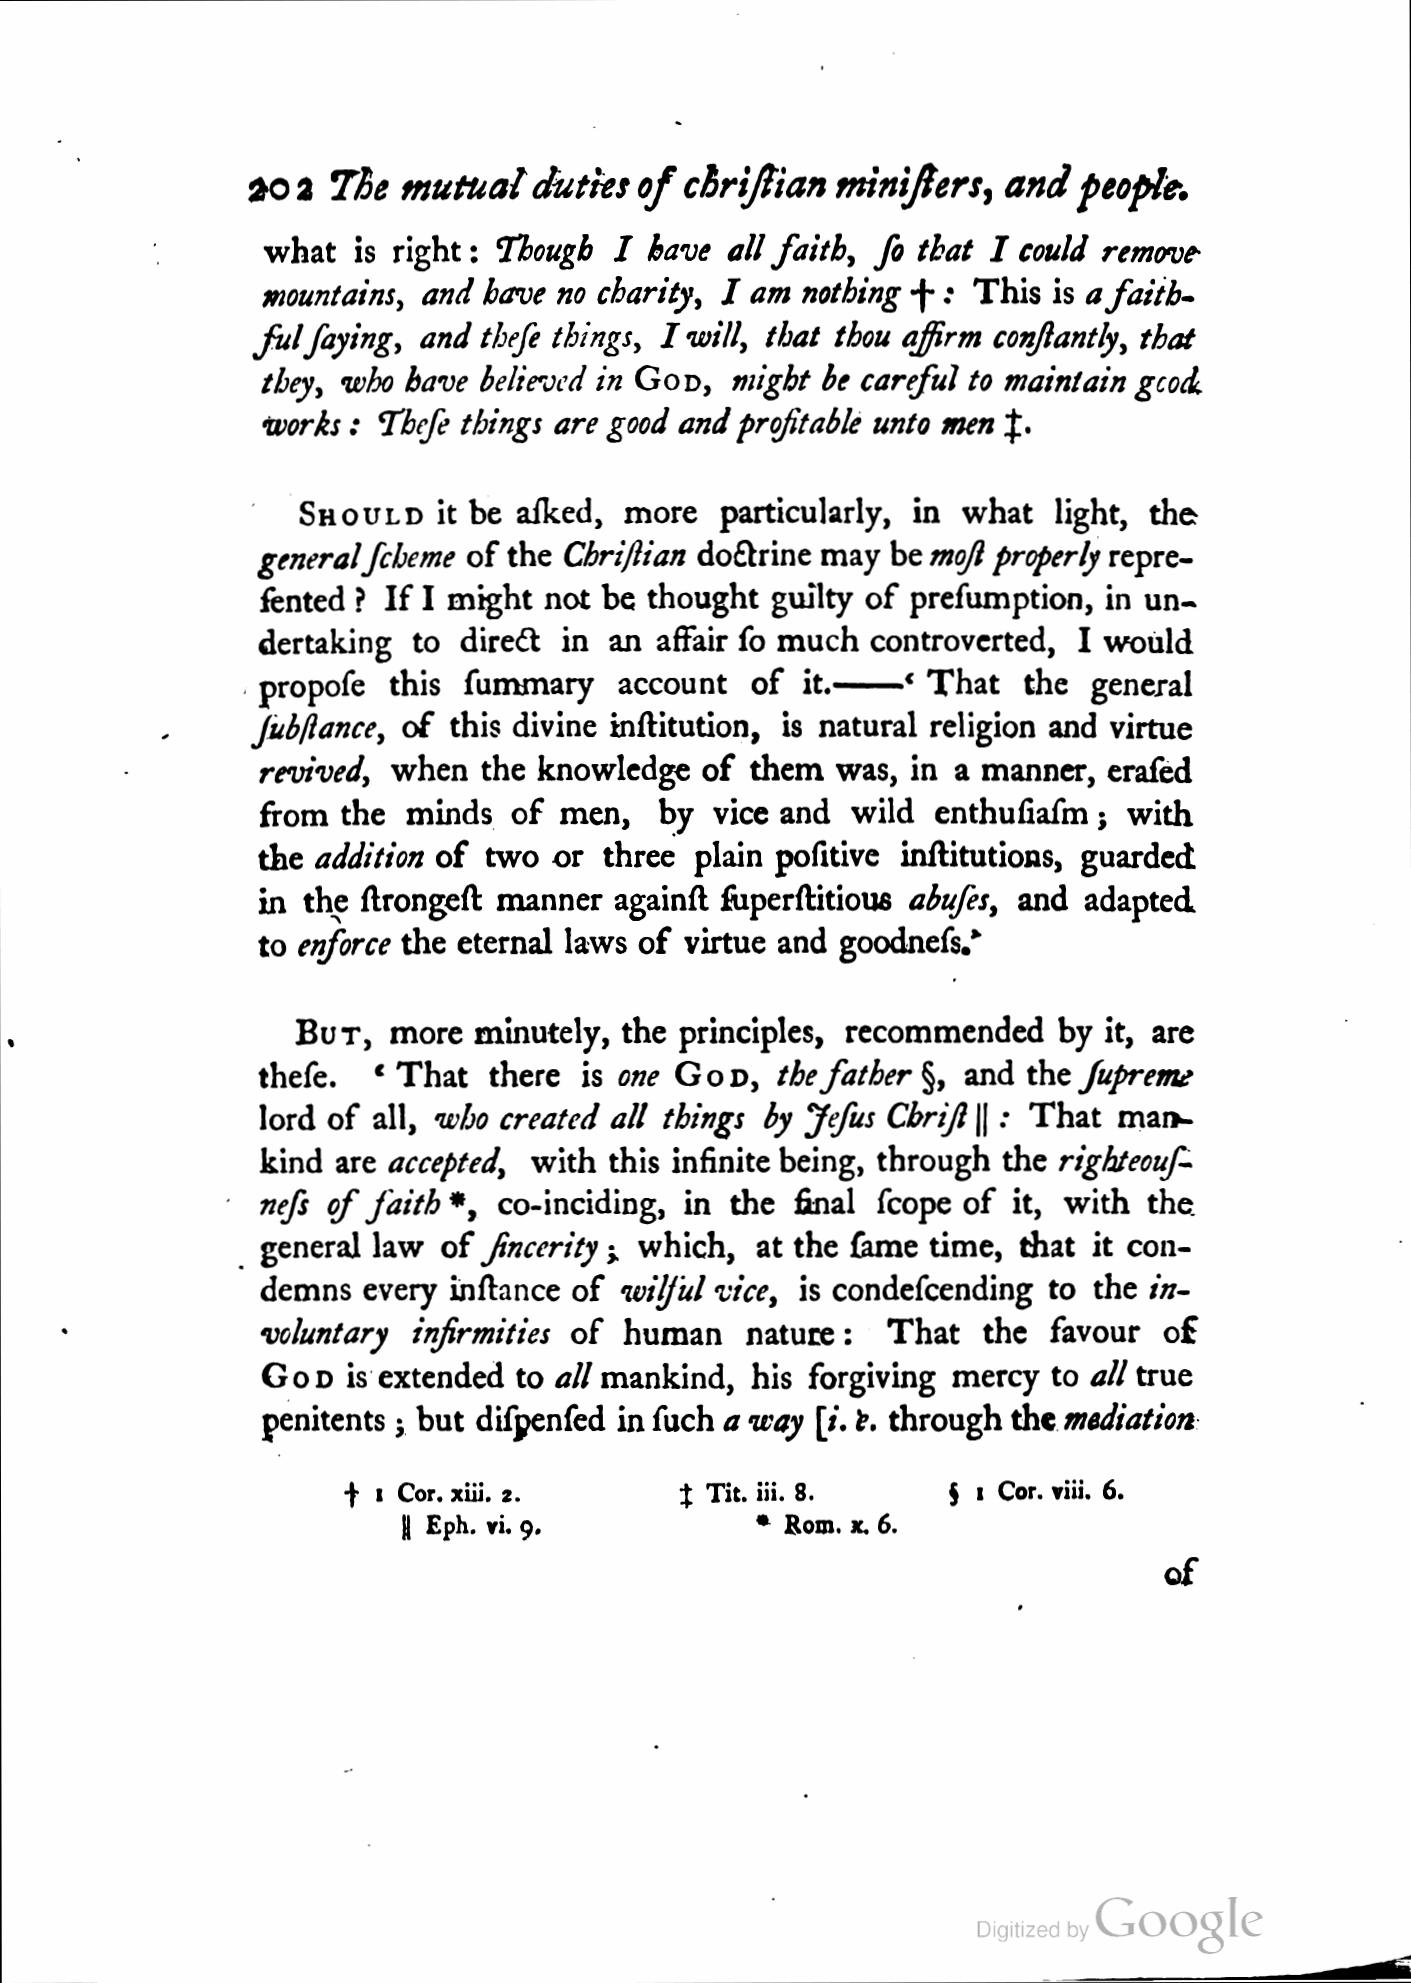 202 The mutual duties of chriſtian miniſters, and people.
what is right : Though I have all faith, ſo that I could remove
mountains, and have no charity, I am nothing † : This is a faith-
ful ſaying, and theſe things, I will, that thou affirm conſtantly, that
they, who have believed in GOD, might be careful to maintain good
works : Theſe things are good and profitable unto men ‡.
SHOULD it be aſked, more particularly, in what light, the
general ſcheme of the Chriſtian doctrine may be moſt properly repre-
ſented ? If I might not be thought guilty of preſumption, in un-
dertaking to direct in an affair ſo much controverted, I would
propoſe this ſummary account of it.——‘ That the general
ſubſtance, of this divine inſtitution, is natural religion and virtue
revived, when the knowledge of them was, in a manner, eraſed
from the minds of men, by vice and wild enthuſiaſm ; with
the addition of two or three plain poſitive inſtitutions, guarded
in the ſtrongeſt manner againſt ſuperſtitious abuſes, and adapted
to enforce the eternal laws of virtue and goodneſs.’
BUT, more minutely, the principles, recommended by it, are
theſe. ‘ That there is one GOD, the father §, and the ſupreme
lord of all, who created all things by Jeſus Chriſt || : That man-
kind are accepted, with this infinite being, through the righteouſ-
neſs of faith *, co-inciding, in the final ſcope of it, with the
general law of ſincerity ; which, at the ſame time, that it con-
demns every inſtance of wilful vice, is condeſcending to the in-
voluntary infirmities of human nature : That the favour of
GOD is extended to all mankind, his forgiving mercy to all true
penitents ; but diſpenſed in ſuch a way [i. e. through the mediation
† 1 Cor. xiii. 2. ‡ Tit. iii. 8. § 1 Cor. viii. 6.
|| Eph. vi. 9. * Rom. x. 6.
of
Digitized by Google